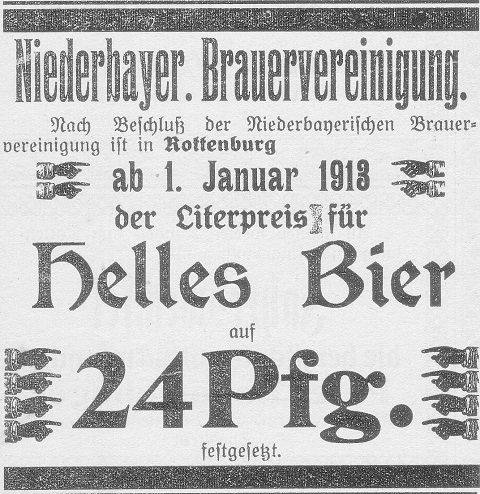 Niederbayer. Brauervereinigung.
Nach Beschluß der Niederbayerischen Brauer-
vereinigung ist in Rottenburg
ab 1. Januar 1913
der Literpreis für
Helles Bier
auf
24 Pfg.
festgesetzt.